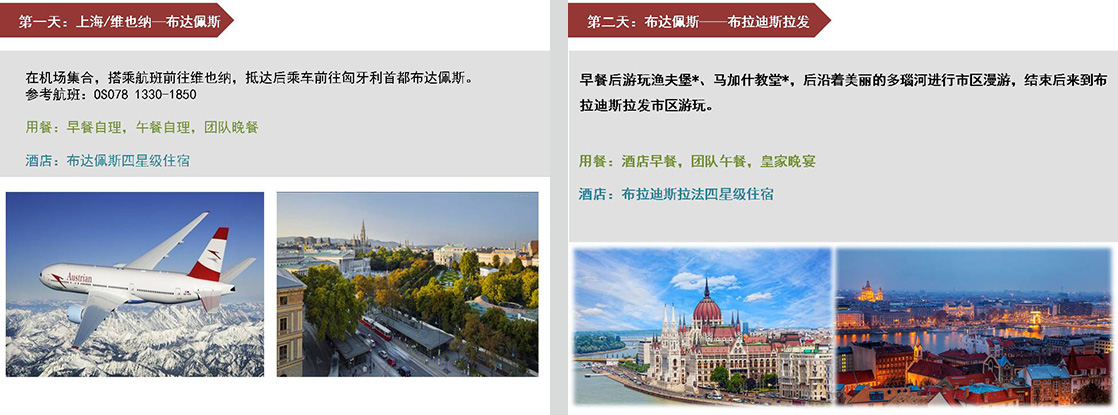 第一天：上海/维也纳—布达佩斯
在机场集合，搭乘航班前往维也纳，抵达后乘车前往匈牙利首都布达佩斯。
参考航班：OS078 1330-1850
用餐：早餐自理，午餐自理，团队晚餐
酒店：布达佩斯四星级住宿
Austrian
第二天：布达佩斯——布拉迪斯拉发
早餐后游玩渔夫堡*、马加什教堂*，后沿着美丽的多瑙河进行市区漫游，结束后来到布
拉迪斯拉发市区游玩。
用餐：酒店早餐，团队午餐，皇家晚宴
酒店：布拉迪斯拉法四星级住宿